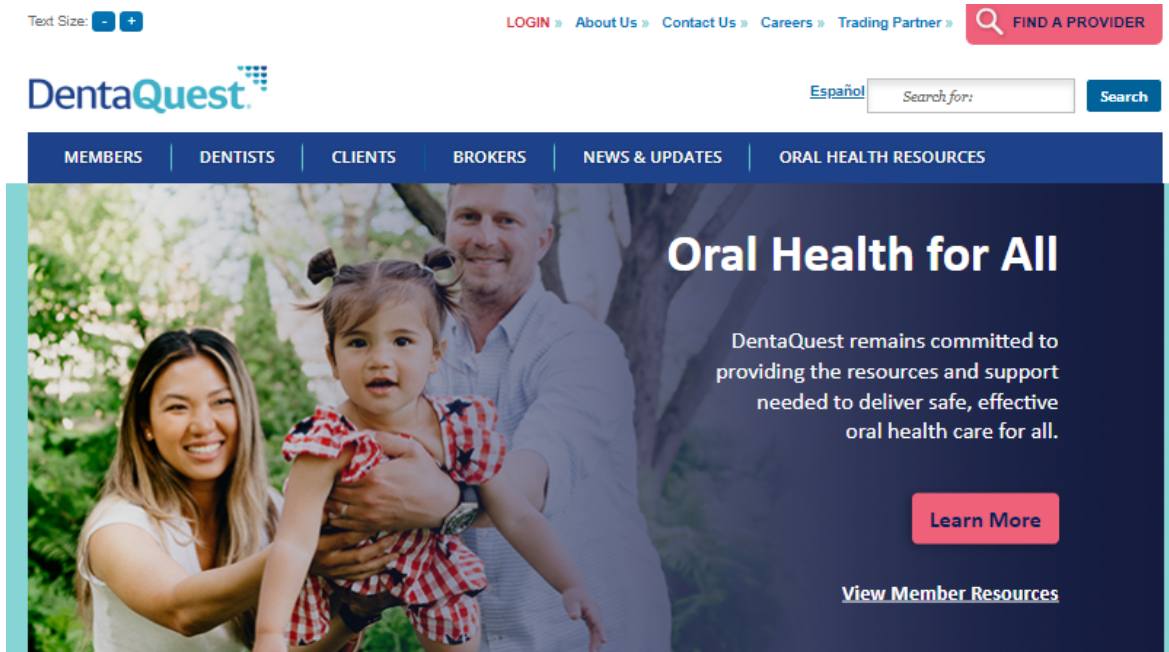 Text Size: - +
LOGIN » About Us » Contact Us » Careers » Trading Partner » FIND A PROVIDER
DentaQuest.
Español Search for: Search
MEMBERS DENTISTS CLIENTS BROKERS NEWS & UPDATES ORAL HEALTH RESOURCES
Oral Health for All
DentaQuest remains committed to
providing the resources and support
needed to deliver safe, effective
oral health care for all.
Learn More
View Member Resources